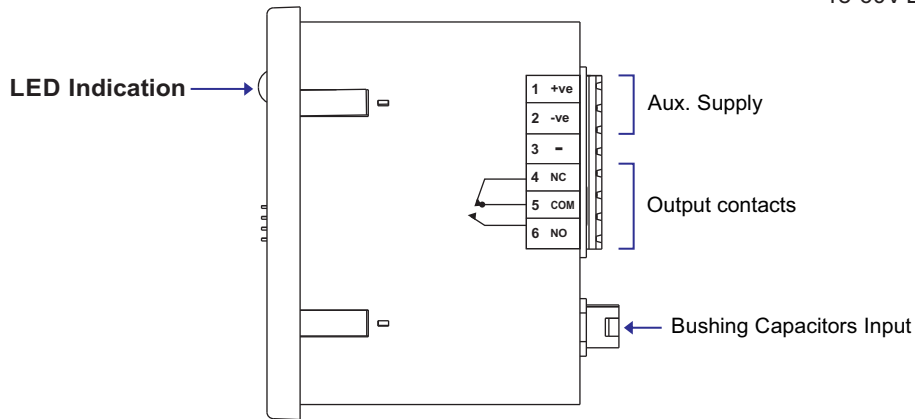 LED Indication
1 +ve
2 -ve
3 -
4 NC
5 COM
6 NO
Aux. Supply
Output contacts
Bushing Capacitors Input